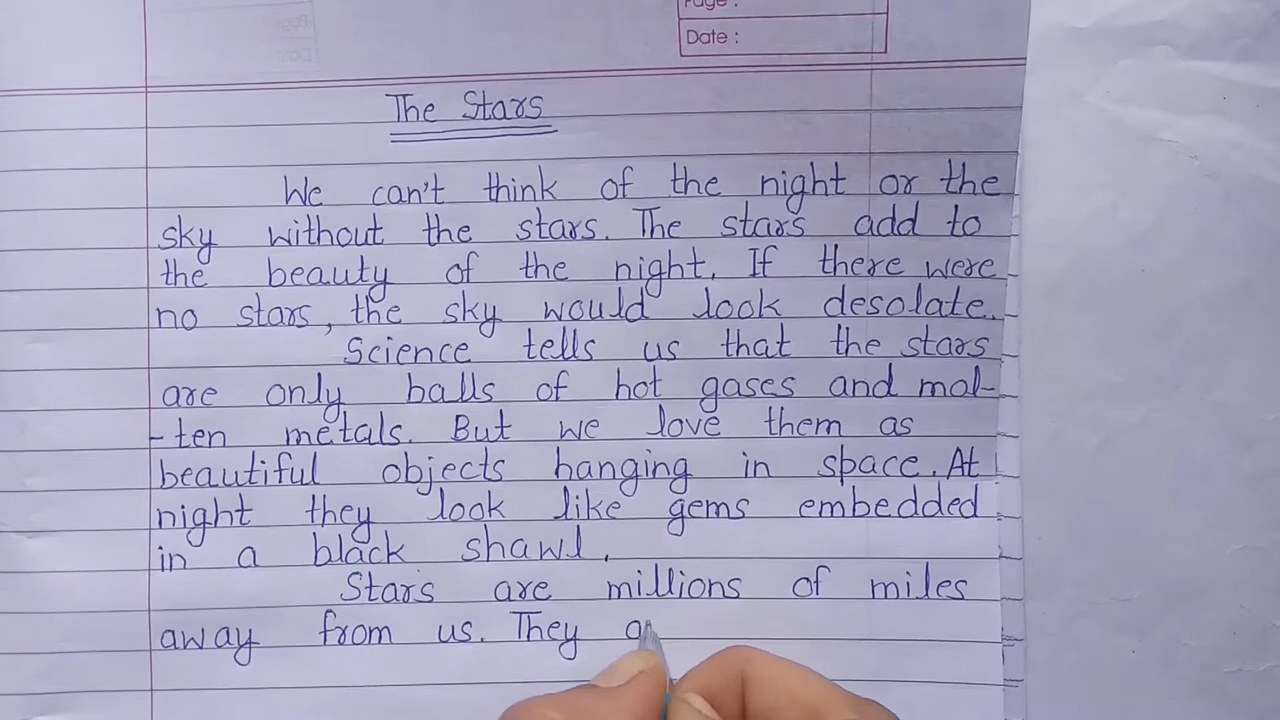 Page :
Date :
The Stars
We can't think of the night or the
sky without the stars. The stars add to
the beauty of the night. If there were
no stars, the sky would look desolate.
Science tells us that the stars
are only balls of hot gases and mol-
-ten metals. But we love them as
beautiful objects hanging in space. At
night they look like gems embedded
in a black shawl.
Stars are millions of miles
away from us. They